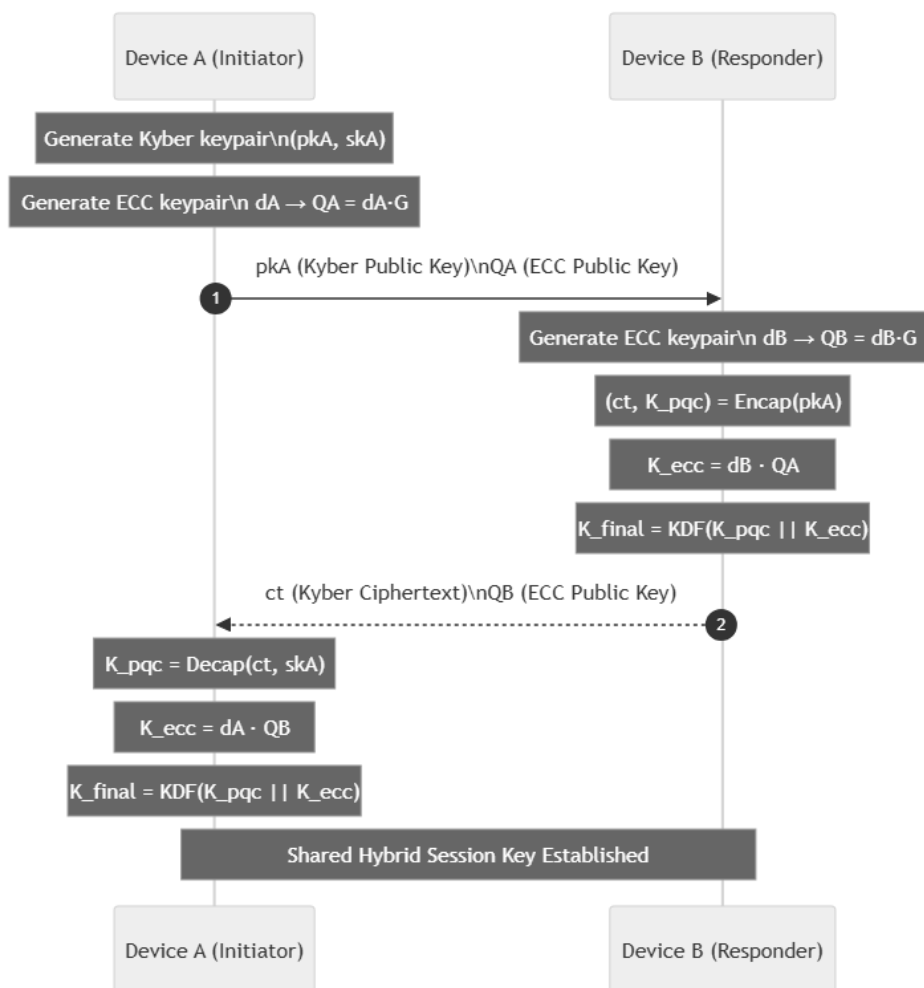 Device A (Initiator)
Device B (Responder)
Generate Kyber keypair\n(pkA, skA)
Generate ECC keypair\n dA → QA = dA·G
pkA (Kyber Public Key)\nQA (ECC Public Key)
1
Generate ECC keypair\n dB → QB = dB·G
(ct, K_pqc) = Encap(pkA)
K_ecc = dB · QA
K_final = KDF(K_pqc || K_ecc)
ct (Kyber Ciphertext)\nQB (ECC Public Key)
2
K_pqc = Decap(ct, skA)
K_ecc = dA · QB
K_final = KDF(K_pqc || K_ecc)
Shared Hybrid Session Key Established
Device A (Initiator)
Device B (Responder)